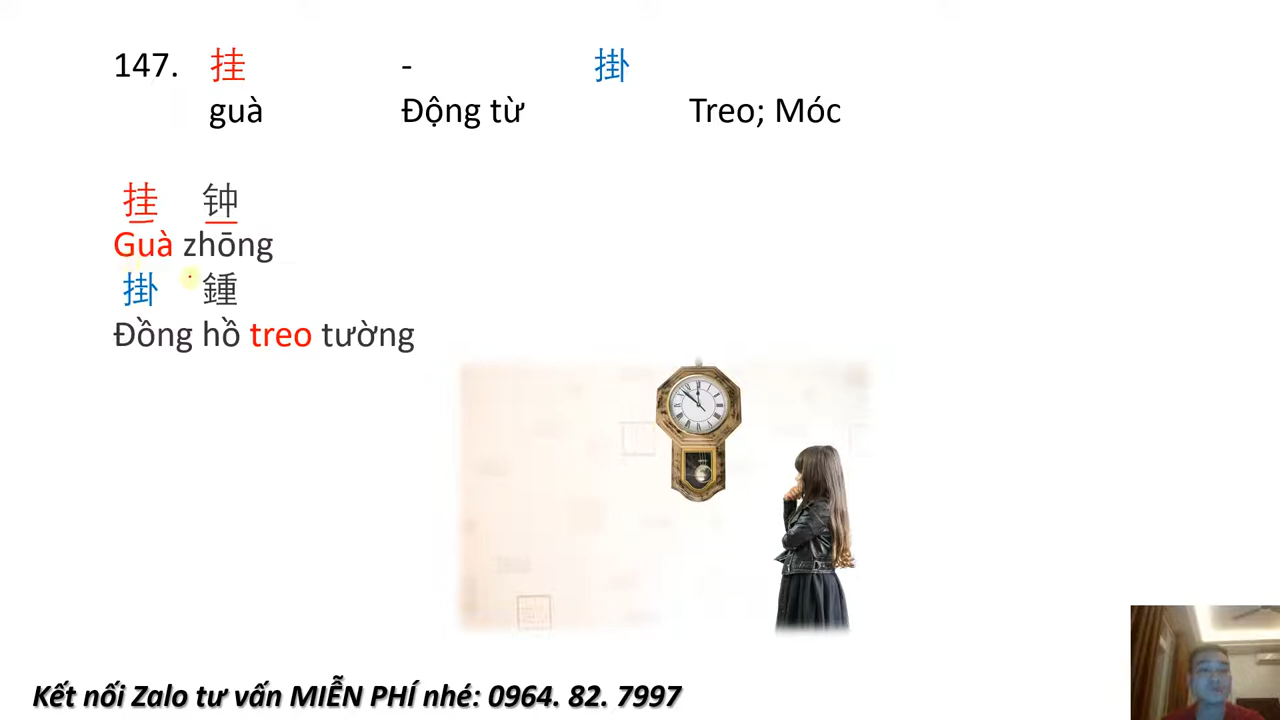 147. 挂 - 掛
guà Động từ Treo; Móc
挂 钟
Guà zhōng
掛 鍾
Đồng hồ treo tường
Kết nối Zalo tư vấn MIỄN PHÍ nhé: 0964. 82. 7997